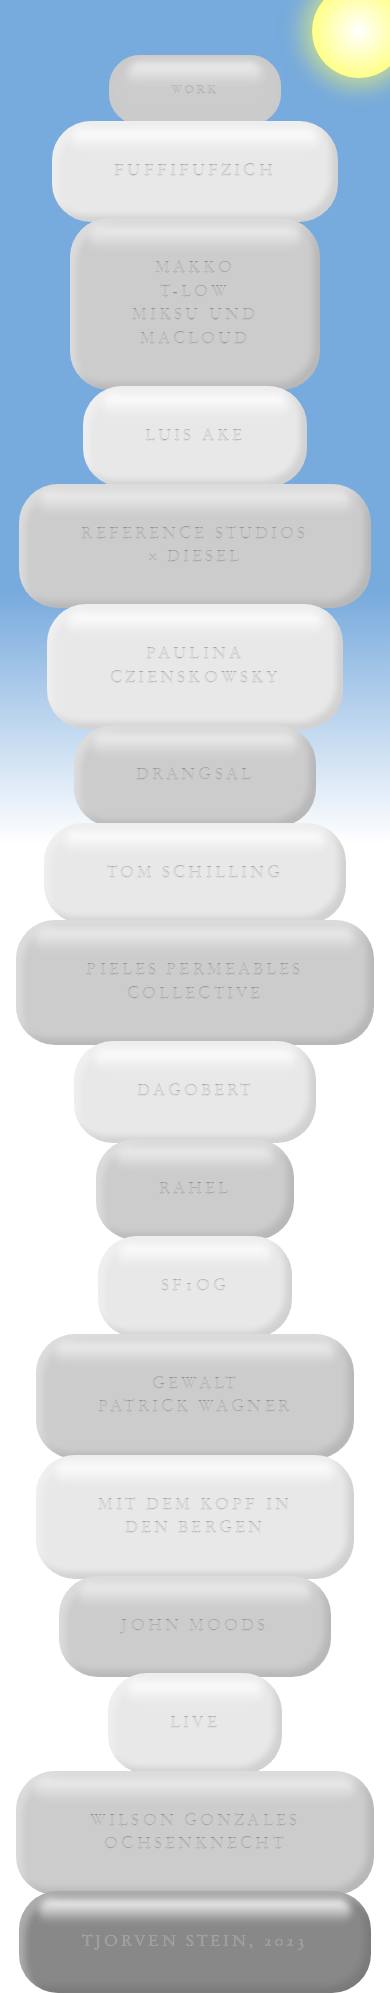 WORK
FUFFIFUFZICH
MAKKO
T-LOW
MIKSU UND
MACLOUD
LUIS AKE
REFERENCE STUDIOS
× DIESEL
PAULINA
CZIENSKOWSKY
DRANGSAL
TOM SCHILLING
PIELES PERMEABLES
COLLECTIVE
DAGOBERT
RAHEL
SF1OG
GEWALT
PATRICK WAGNER
MIT DEM KOPF IN
DEN BERGEN
JOHN MOODS
LIVE
WILSON GONZALES
OCHSENKNECHT
TJORVEN STEIN, 2023